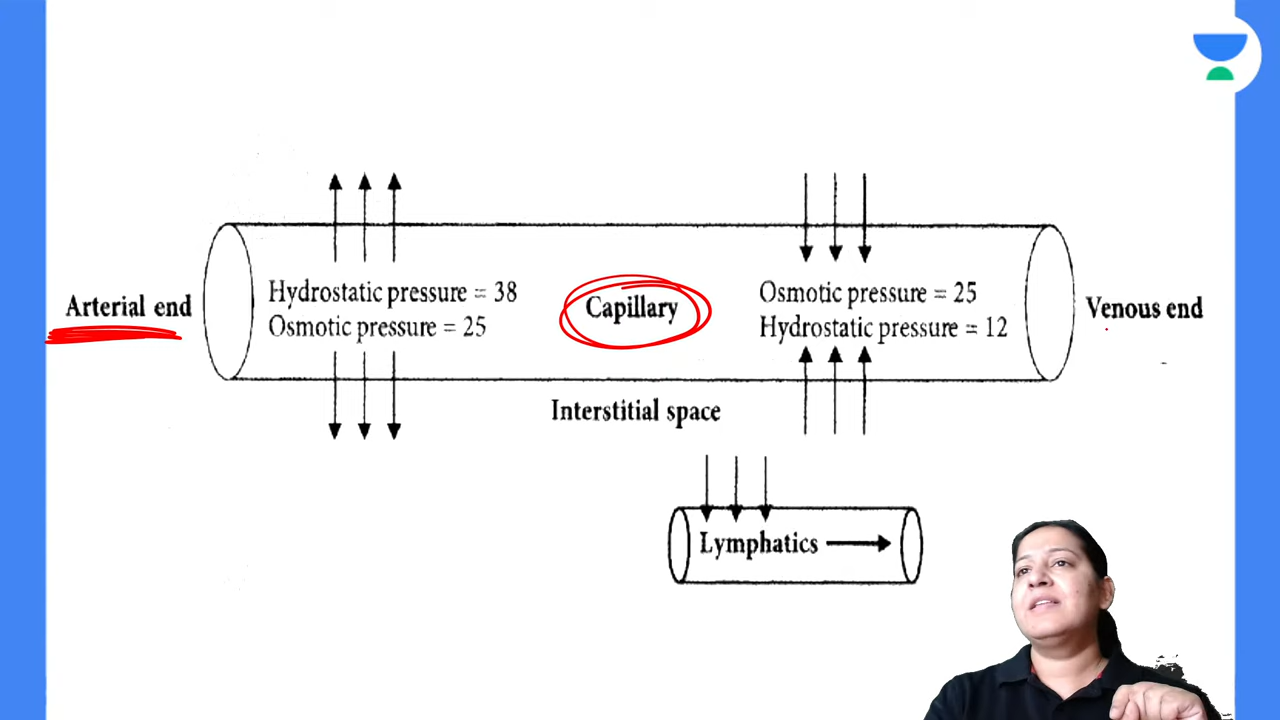 Arterial end
Hydrostatic pressure = 38
Osmotic pressure = 25
Capillary
Osmotic pressure = 25
Hydrostatic pressure = 12
Venous end
Interstitial space
Lymphatics